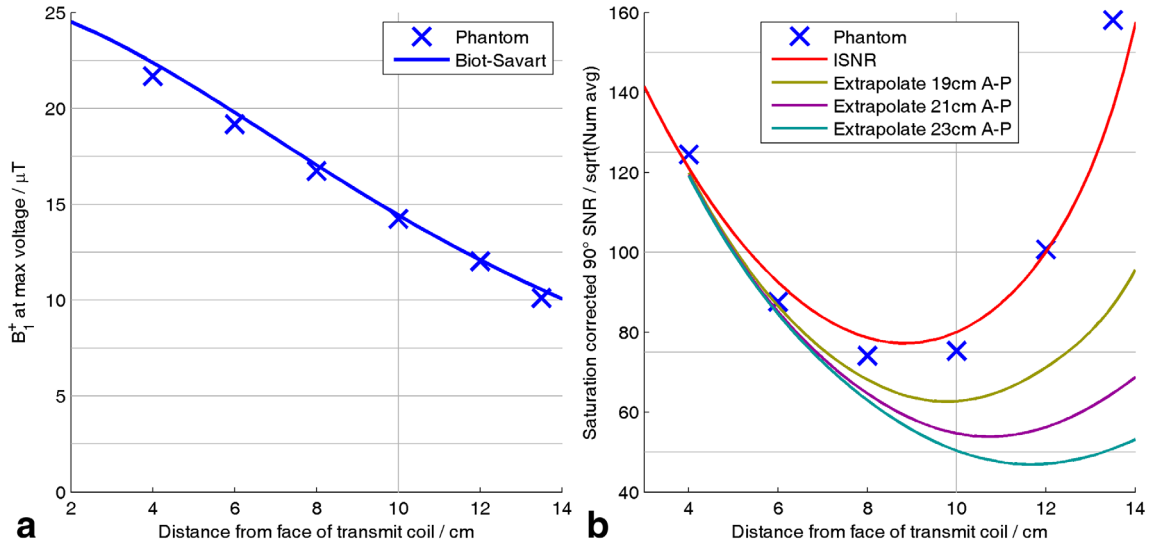 25
20
15
10
5
0
2
4
6
8
10
12
14
B₁⁺ at max voltage / μT
Distance from face of transmit coil / cm
Phantom
Biot-Savart
a
160
140
120
100
80
60
40
4
6
8
10
12
14
Saturation corrected 90° SNR / sqrt(Num avg)
Distance from face of transmit coil / cm
Phantom
ISNR
Extrapolate 19cm A-P
Extrapolate 21cm A-P
Extrapolate 23cm A-P
b